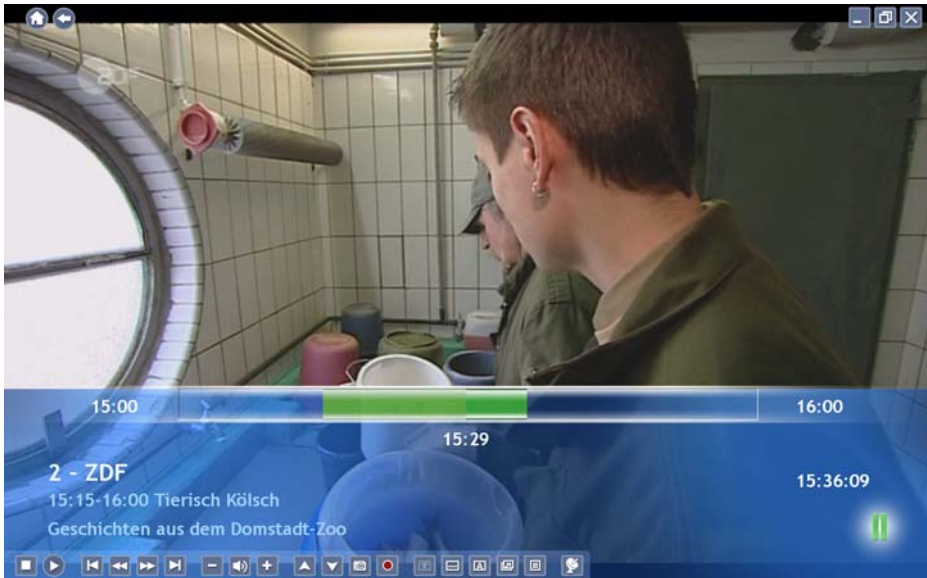 ZDF
15:00
16:00
15:29
2 - ZDF
15:36:09
15:15-16:00 Tierisch Kölsch
Geschichten aus dem Domstadt-Zoo